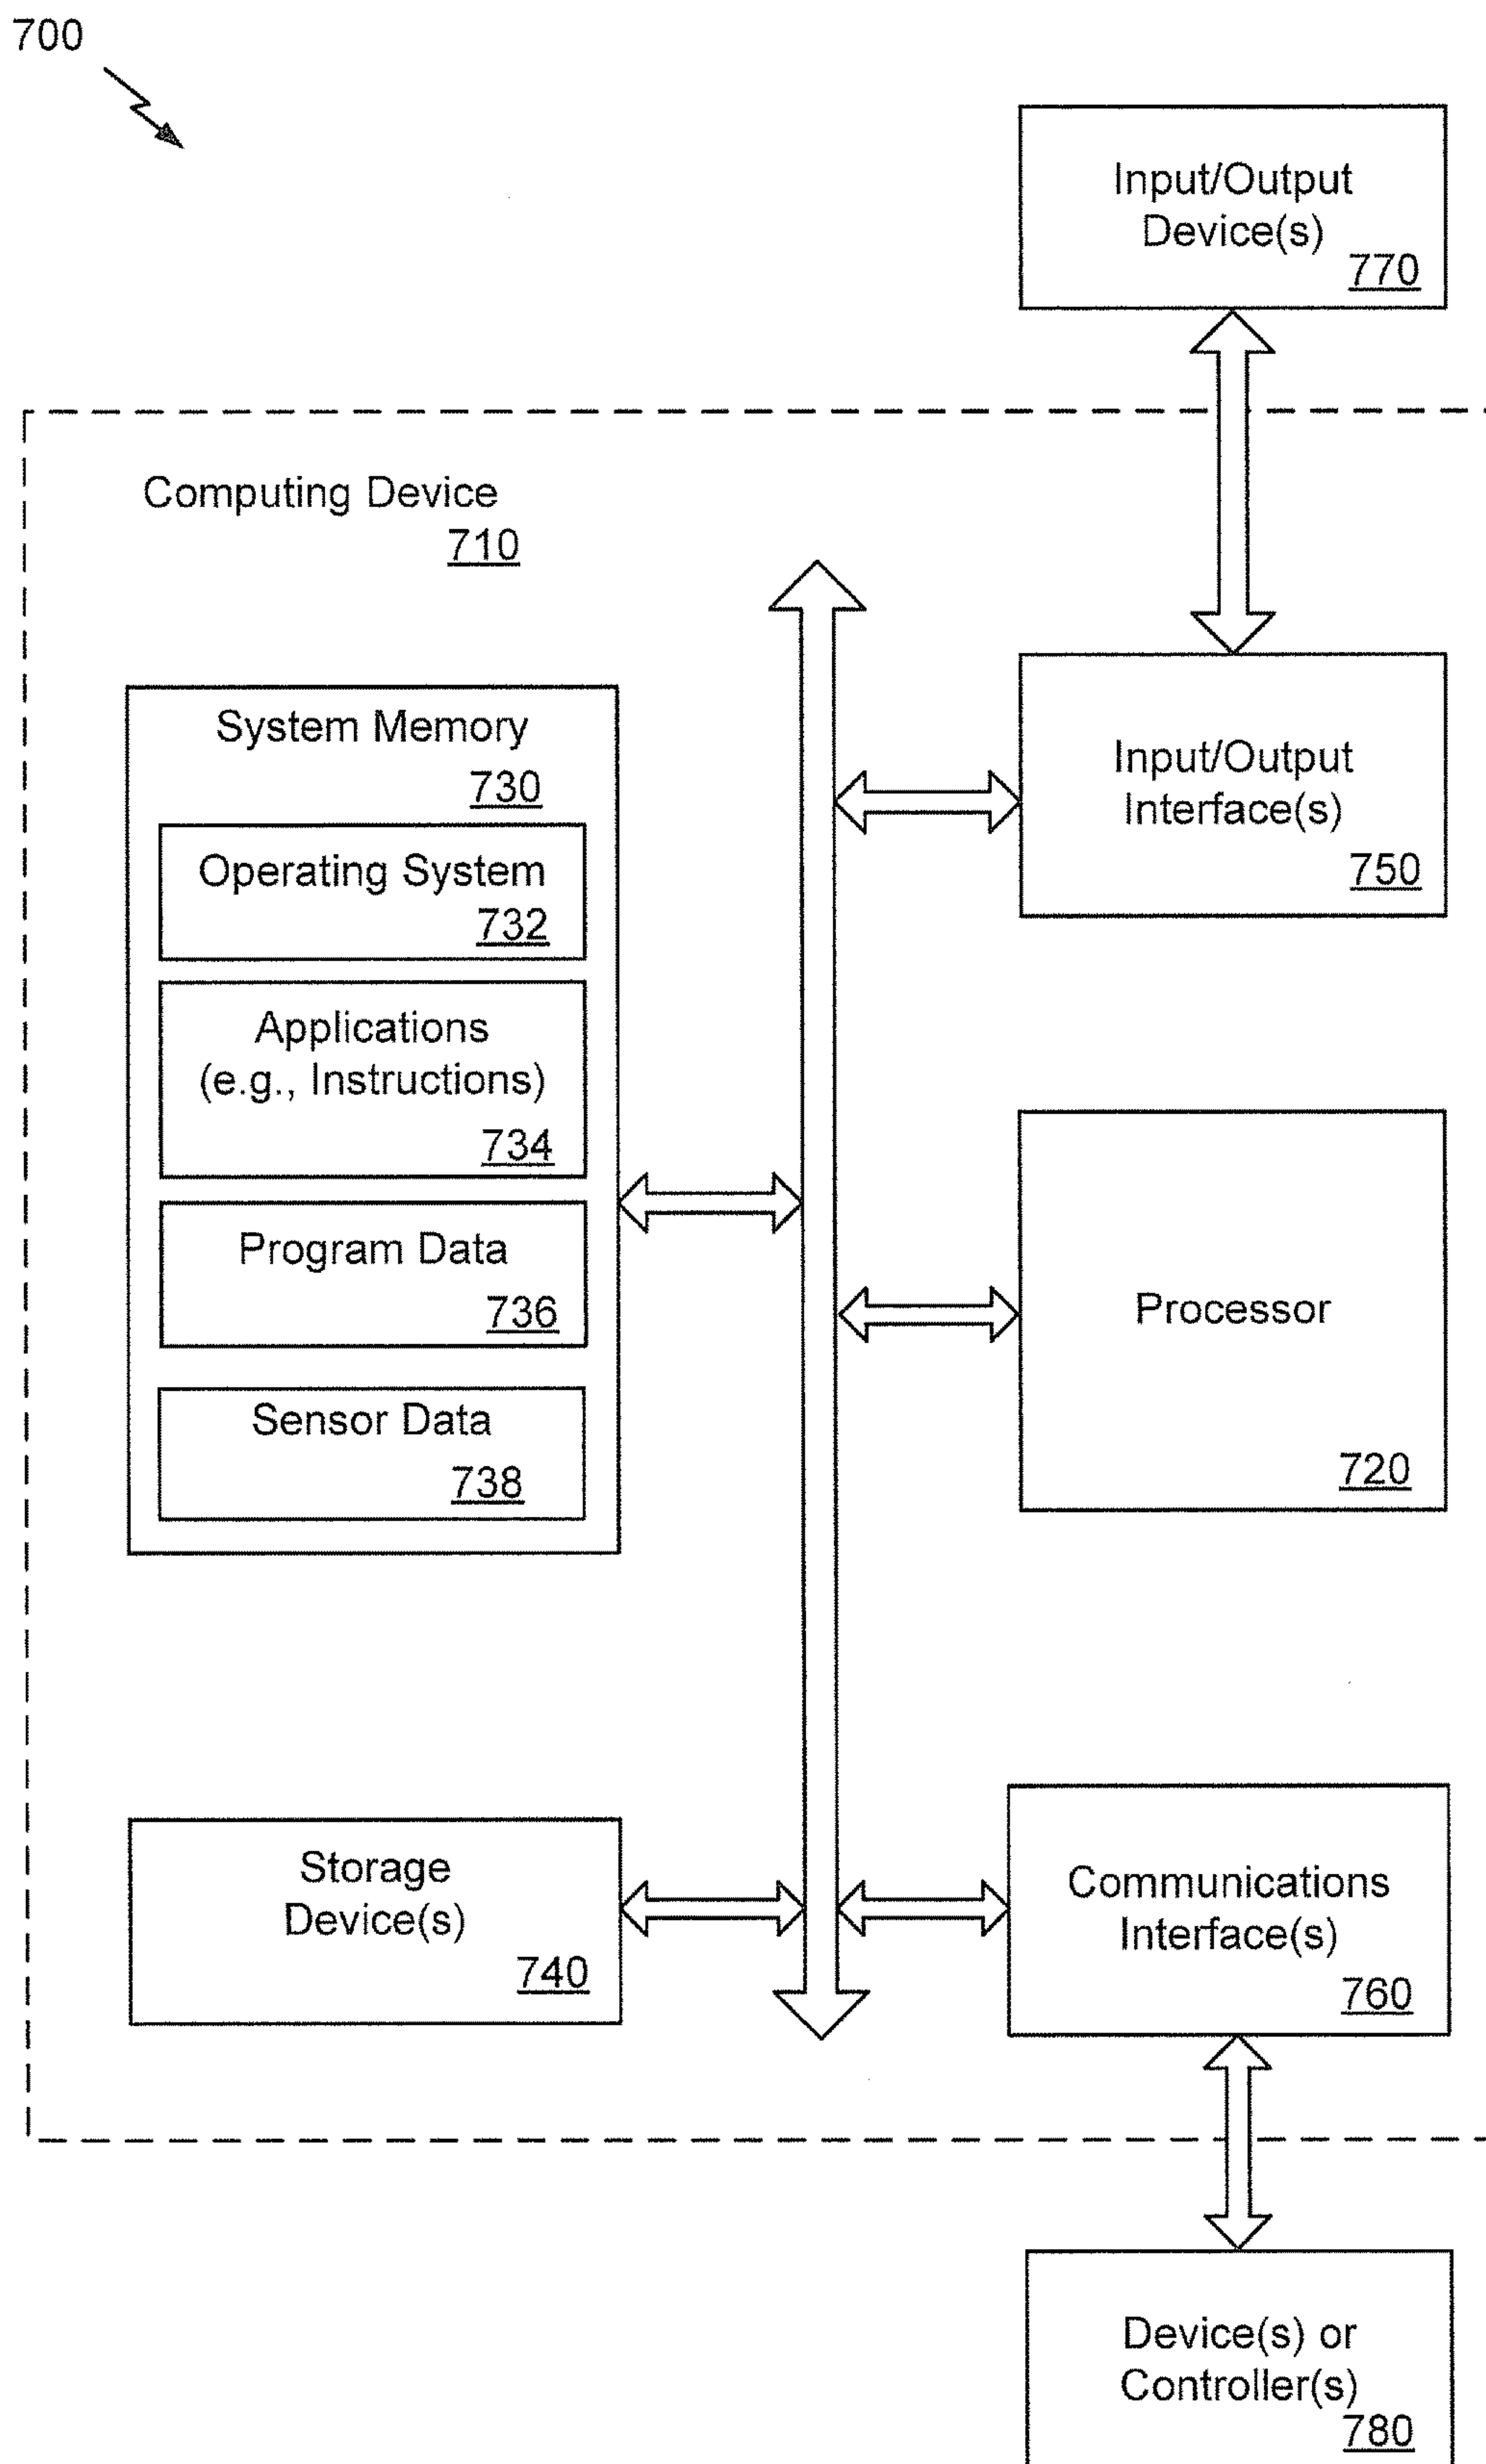 700
Input/Output
Device(s)
770
Computing Device
710
System Memory
730
Operating System
732
Applications
(e.g., Instructions)
734
Program Data
736
Sensor Data
738
Storage
Device(s)
740
Input/Output
Interface(s)
750
Processor
720
Communications
Interface(s)
760
Device(s) or
Controller(s)
780